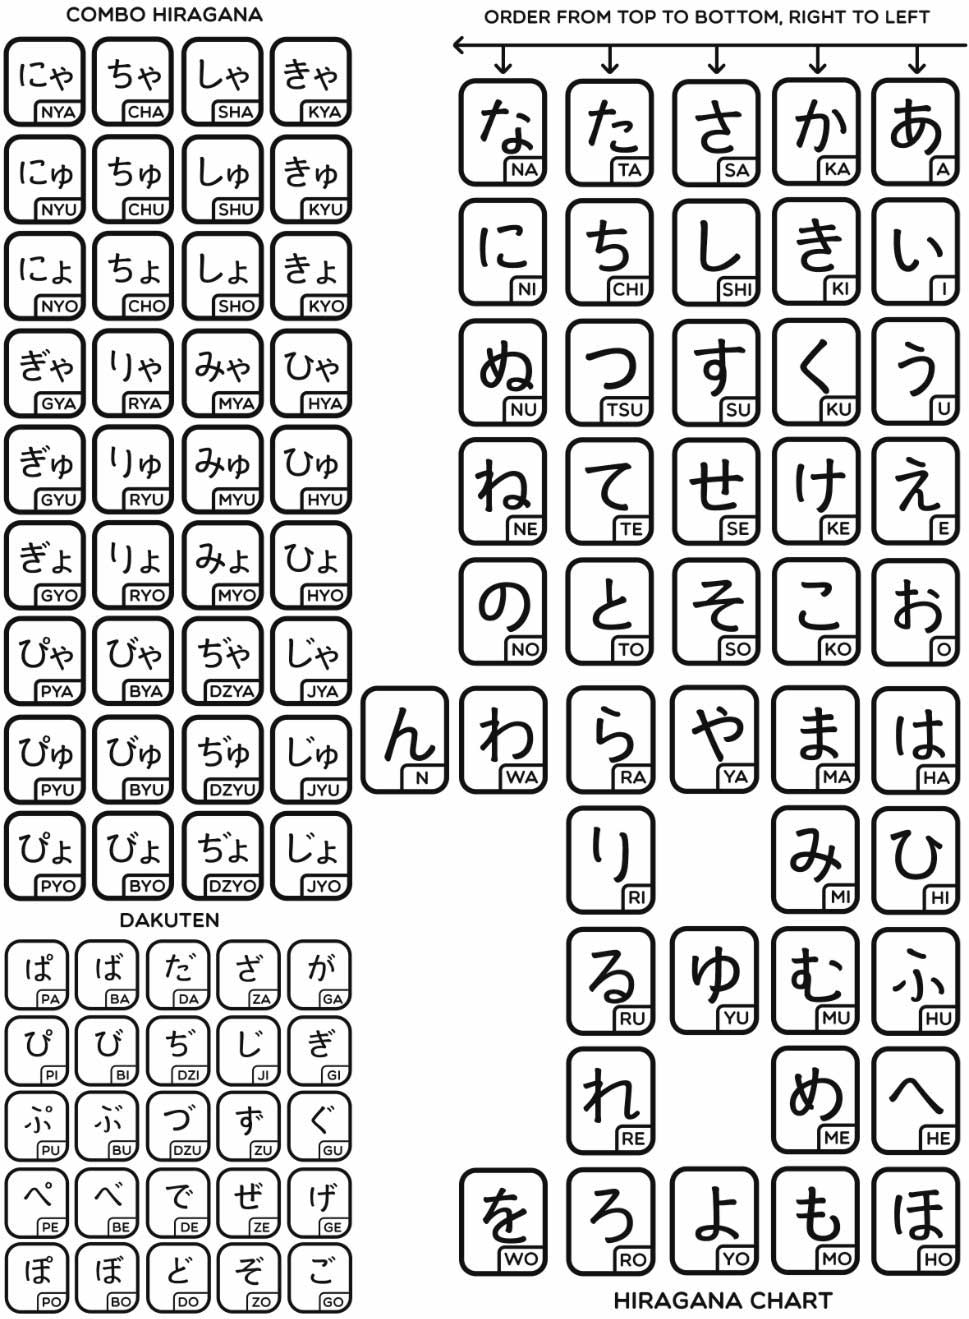 COMBO HIRAGANA
にゃ NYA ちゃ CHA しゃ SHA きゃ KYA
にゅ NYU ちゅ CHU しゅ SHU きゅ KYU
にょ NYO ちょ CHO しょ SHO きょ KYO
ぎゃ GYA りゃ RYA みゃ MYA ひゃ HYA
ぎゅ GYU りゅ RYU みゅ MYU ひゅ HYU
ぎょ GYO りょ RYO みょ MYO ひょ HYO
ぴゃ PYA びゃ BYA ぢゃ DZYA じゃ JYA
ぴゅ PYU びゅ BYU ぢゅ DZYU じゅ JYU
ぴょ PYO びょ BYO ぢょ DZYO じょ JYO
DAKUTEN
ぱ PA ば BA だ DA ざ ZA が GA
ぴ PI び BI ぢ DZI じ JI ぎ GI
ぷ PU ぶ BU づ DZU ず ZU ぐ GU
ぺ PE べ BE で DE ぜ ZE げ GE
ぽ PO ぼ BO ど DO ぞ ZO ご GO
ORDER FROM TOP TO BOTTOM, RIGHT TO LEFT
な NA た TA さ SA か KA あ A
に NI ち CHI し SHI き KI い I
ぬ NU つ TSU す SU く KU う U
ね NE て TE せ SE け KE え E
の NO と TO そ SO こ KO お O
ん N わ WA ら RA や YA ま MA は HA
り RI み MI ひ HI
る RU ゆ YU む MU ふ HU
れ RE め ME へ HE
を WO ろ RO よ YO も MO ほ HO
HIRAGANA CHART